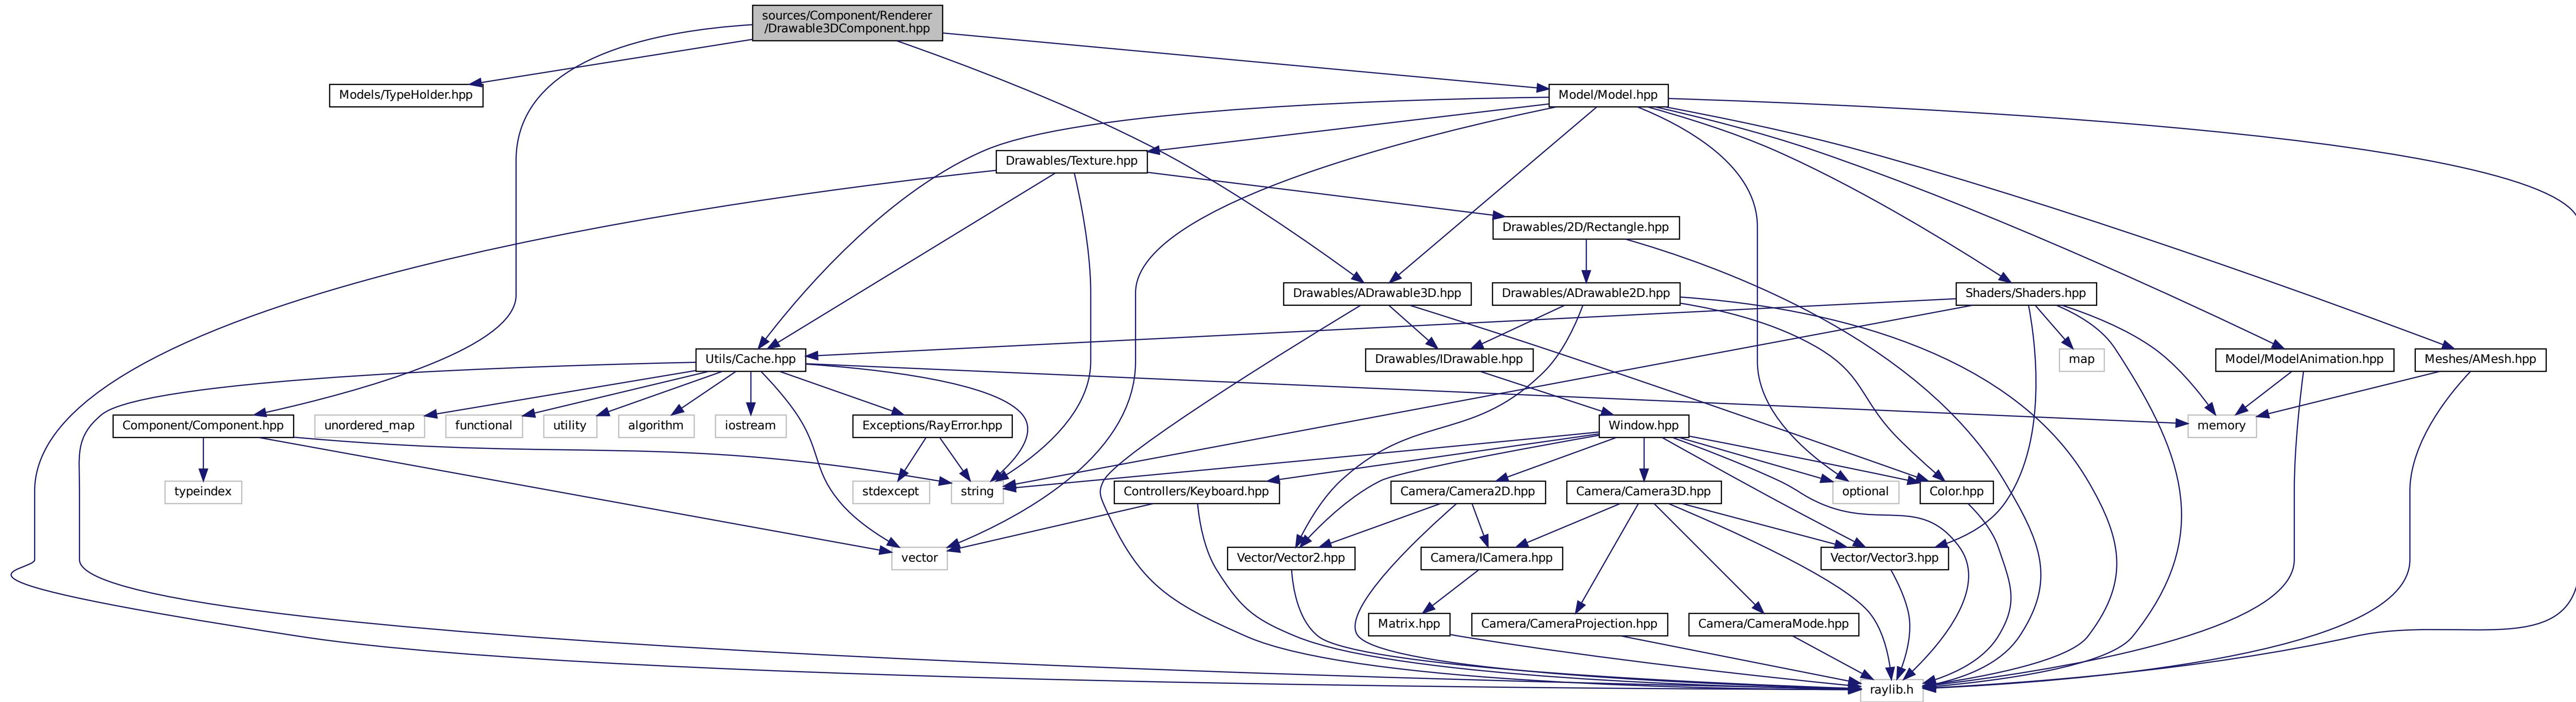 sources/Component/Renderer
/Drawable3DComponent.hpp
Models/TypeHolder.hpp
Model/Model.hpp
Drawables/Texture.hpp
Drawables/2D/Rectangle.hpp
Drawables/ADrawable3D.hpp
Drawables/ADrawable2D.hpp
Shaders/Shaders.hpp
Utils/Cache.hpp
Drawables/IDrawable.hpp
map
Model/ModelAnimation.hpp
Meshes/AMesh.hpp
Component/Component.hpp
unordered_map
functional
utility
algorithm
iostream
Exceptions/RayError.hpp
Window.hpp
memory
typeindex
stdexcept
string
Controllers/Keyboard.hpp
Camera/Camera2D.hpp
Camera/Camera3D.hpp
optional
Color.hpp
vector
Vector/Vector2.hpp
Camera/ICamera.hpp
Vector/Vector3.hpp
Matrix.hpp
Camera/CameraProjection.hpp
Camera/CameraMode.hpp
raylib.h